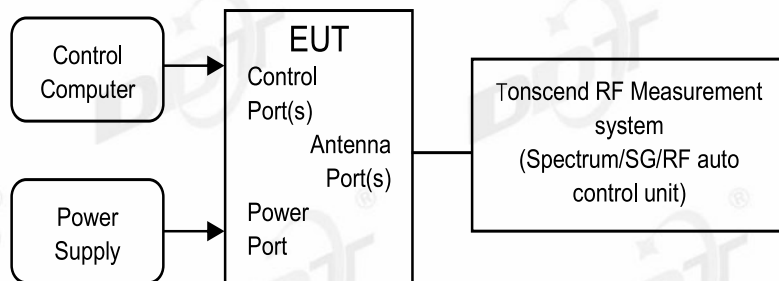 Control
Computer
EUT
Control
Port(s)
Antenna
Port(s)
Power
Port
Power
Supply
Tonscend RF Measurement
system
(Spectrum/SG/RF auto
control unit)
DDT
®